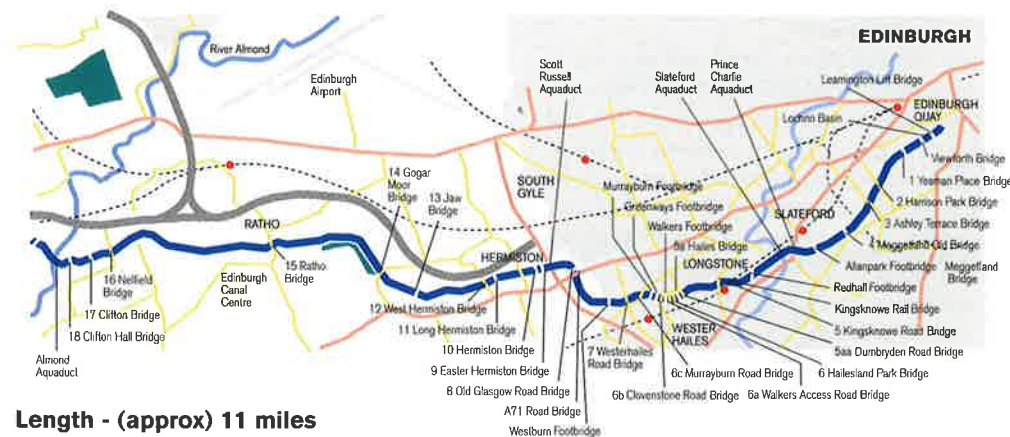 EDINBURGH
River Almond
Edinburgh
Airport
Scott
Russell
Aquaduct
Slateford
Aquaduct
Prince
Charlie
Aquaduct
Leamington Lift Bridge
EDINBURGH
QUAY
Lochrin Basin
Viewforth Bridge
1 Yeaman Place Bridge
2 Harrison Park Bridge
3 Ashley Terrace Bridge
4 Meggetland Old Bridge
Meggetland
Bridge
Allanpark Footbridge
Redhall Footbridge
Kingsknowe Rail Bridge
5 Kingsknowe Road Bridge
5aa Dumbryden Road Bridge
6 Hailesland Park Bridge
6a Walkers Access Road Bridge
6b Clovenstone Road Bridge
6c Murrayburn Road Bridge
SLATEFORD
14 Gogar
Moor
Bridge
13 Jaw
Bridge
SOUTH
GYLE
Murrayburn Footbridge
Greenways Footbridge
Walkers Footbridge
8a Hailes Bridge
LONGSTONE
RATHO
HERMISTON
16 Nellfield
Bridge
17 Clifton Bridge
18 Clifton Hall Bridge
Almond
Aquaduct
Edinburgh
Canal
Centre
15 Ratho
Bridge
12 West Hermiston Bridge
11 Long Hermiston Bridge
10 Hermiston Bridge
9 Easter Hermiston Bridge
8 Old Glasgow Road Bridge
A71 Road Bridge
Westburn Footbridge
7 Westerhailes
Road Bridge
WESTER
HAILES
Length - (approx) 11 miles